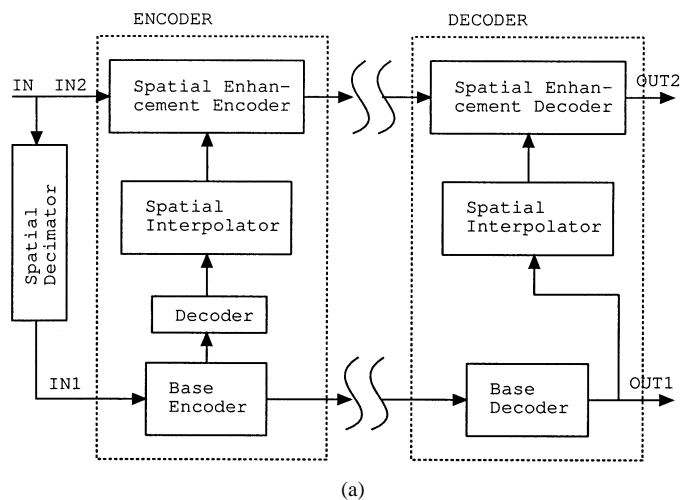 ENCODER
DECODER
IN
IN2
Spatial Enhan-
cement Encoder
Spatial Enhan-
cement Decoder
OUT2
Spatial
Decimator
Spatial
Interpolator
Spatial
Interpolator
Decoder
IN1
Base
Encoder
Base
Decoder
OUT1
(a)